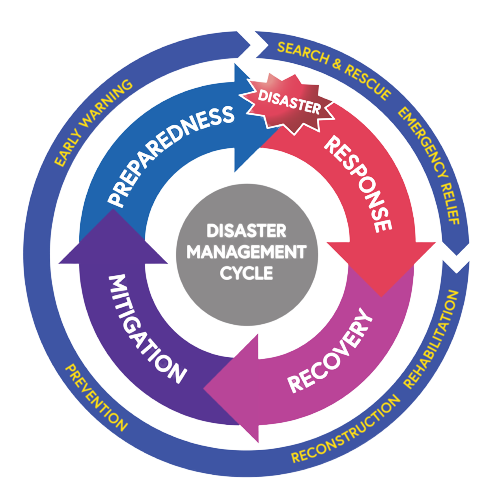 SEARCH & RESCUE
EMERGENCY RELIEF
REHABILITATION
RECONSTRUCTION
PREVENTION
EARLY WARNING
DISASTER
RESPONSE
RECOVERY
MITIGATION
PREPAREDNESS
DISASTER
MANAGEMENT
CYCLE